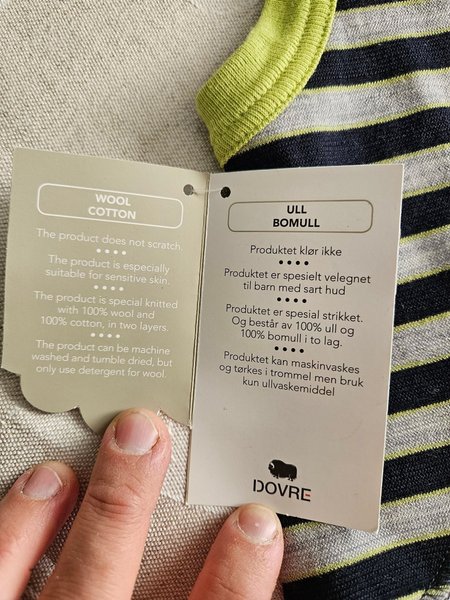 WOOL
COTTON
The product does not scratch.
The product is especially
suitable for sensitive skin.
The product is special knitted
with 100% wool and
100% cotton, in two layers.
The product can be machine
washed and tumble dried, but
only use detergent for wool.
ULL
BOMULL
Produktet klør ikke
Produktet er spesielt velegnet
til barn med sart hud
Produktet er spesial strikket.
Og består av 100% ull og
100% bomull i to lag.
Produktet kan maskinvaskes
og tørkes i trommel men bruk
kun ullvaskemiddel
DOVRE